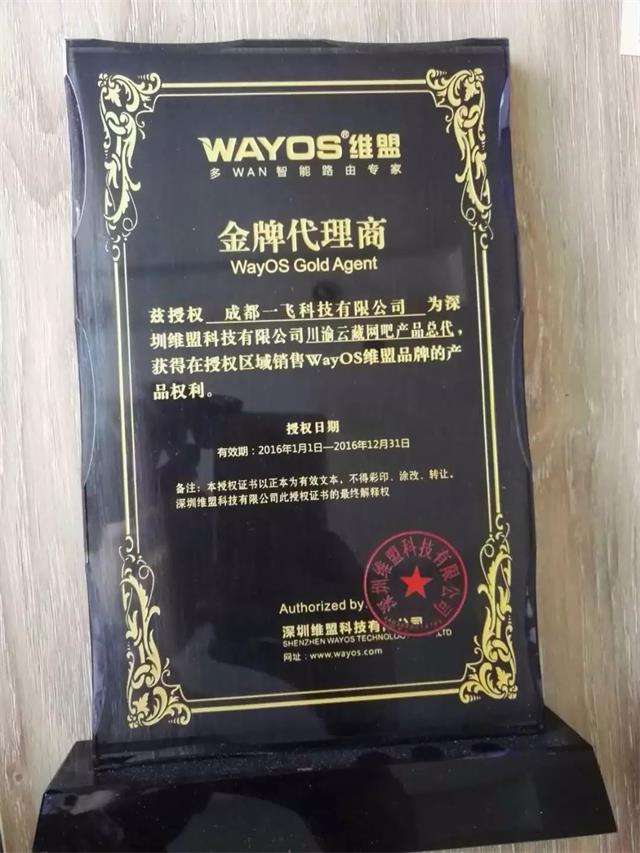 WAYOS®维盟
多 WAN 智能路由专家
金牌代理商
WayOS Gold Agent
兹授权 成都一飞科技有限公司 为深
圳维盟科技有限公司川渝云藏网吧产品总代，
获得在授权区域销售WayOS维盟品牌的产
品权利。
授权日期
有效期：2016年1月1日—2016年12月31日
备注：本授权证书以正本为有效文本，不得彩印、涂改、转让。
深圳维盟科技有限公司此授权证书的最终解释权
深圳维盟科技有限公司
Authorized by
深圳维盟科技有限公司
SHENZHEN WAYOS TECHNOLOGY LTD
网址：www.wayos.com